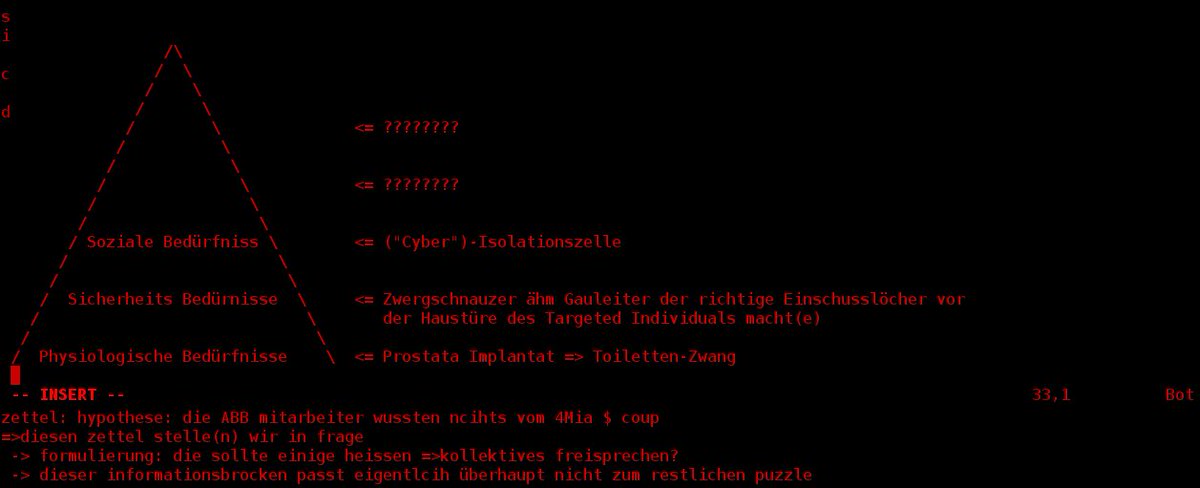 s
i
c
d
/\
/ \
/ \
/ \
/ \ <= ????????
/ \
/ \
/ \ <= ????????
/ \
/ \
/ Soziale Bedürfniss \ <= ("Cyber")-Isolationszelle
/ \
/ \
/ Sicherheits Bedürnisse \ <= Zwergschnauzer ähm Gauleiter der richtige Einschusslöcher vor
/ \ der Haustüre des Targeted Individuals macht(e)
/ \
/ Physiologische Bedürfnisse \ <= Prostata Implantat => Toiletten-Zwang
-- INSERT -- 33,1 Bot
zettel: hypothese: die ABB mitarbeiter wussten ncihts vom 4Mia $ coup
=>diesen zettel stelle(n) wir in frage
-> formulierung: die sollte einige heissen =>kollektives freisprechen?
-> dieser informationsbrocken passt eigentlcih überhaupt nicht zum restlichen puzzle